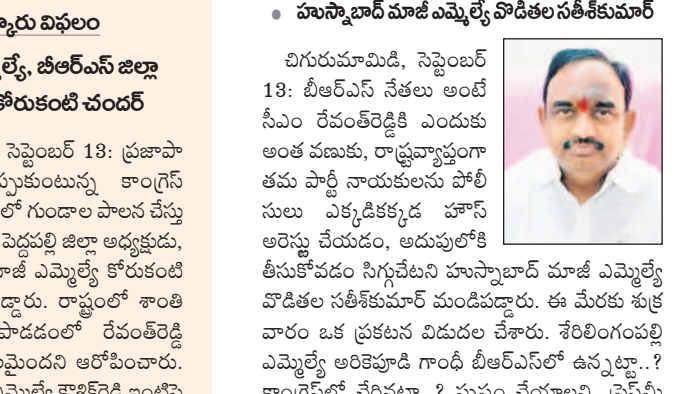 ్కారు విఫలం
ల్యే, బీఆర్ఎస్ జిల్లా
కోరుకంటి చందర్
సెప్టెంబర్ 13: ప్రజాపా
ప్పుకుంటున్న కాంగ్రెస్
లో గుండాల పాలన చేస్తు
పెద్దపల్లి జిల్లా అధ్యక్షుడు,
మాజీ ఎమ్మెల్యే కోరుకంటి
డ్డారు. రాష్ట్రంలో శాంతి
పాడడంలో రేవంత్‌రెడ్డి
మైందని ఆరోపించారు.
• హుస్నాబాద్ మాజీ ఎమ్మెల్యే వొడితల సతీశ్‌కుమార్
చిగురుమామిడి, సెప్టెంబర్
13: బీఆర్ఎస్ నేతలు అంటే
సీఎం రేవంత్‌రెడ్డికి ఎందుకు
అంత వణుకు, రాష్ట్రవ్యాప్తంగా
తమ పార్టీ నాయకులను పోలీ
సులు ఎక్కడికక్కడ హౌస్
అరెస్టు చేయడం, అదుపులోకి
తీసుకోవడం సిగ్గుచేటని హుస్నాబాద్ మాజీ ఎమ్మెల్యే
వొడితల సతీశ్‌కుమార్ మండిపడ్డారు. ఈ మేరకు శుక్ర
వారం ఒక ప్రకటన విడుదల చేశారు. శేరిలింగంపల్లి
ఎమ్మెల్యే అరికెపూడి గాంధీ బీఆర్ఎస్‌లో ఉన్నట్టా..?